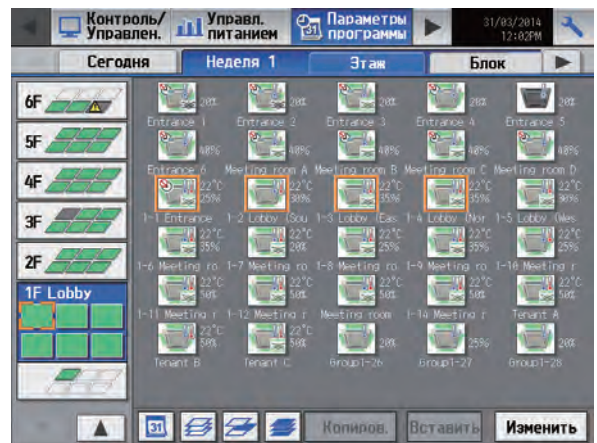 Контроль/
Управлен.
Управл.
питанием
31
Параметры
программы
31/03/2014
12:02PM
Сегодня
Неделя 1
Этаж
Блок
6F
5F
4F
3F
2F
1F Lobby
20% 20% 20% 20% 20%
Entrance 1 Entrance 2 Entrance 3 Entrance 4 Entrance 5
40% 40% 40% 40% 40%
Entrance 6 Meeting room A Meeting room B Meeting room C Meeting room D
22°C 22°C 22°C 22°C 22°C
25% 30% 35% 35% 30%
1-1 Entrance 1-2 Lobby (Sou 1-3 Lobby (Eas 1-4 Lobby (Nor 1-5 Lobby (Wes
22°C 22°C 22°C 22°C 22°C
35% 20% 25% 35% 25%
1-6 Meeting ro 1-7 Meeting ro 1-8 Meeting ro 1-9 Meeting ro 1-10 Meeting r
22°C 22°C 22°C 22°C
50% 50% 50% 50%
1-11 Meeting r 1-12 Meeting r Meeting room 1-14 Meeting r Tenant A
22°C 22°C
50% 50% 20% 25% 20%
Tenant B Tenant C Group1-26 Group1-27 Group1-28
31
Копиров.
Вставить
Изменить